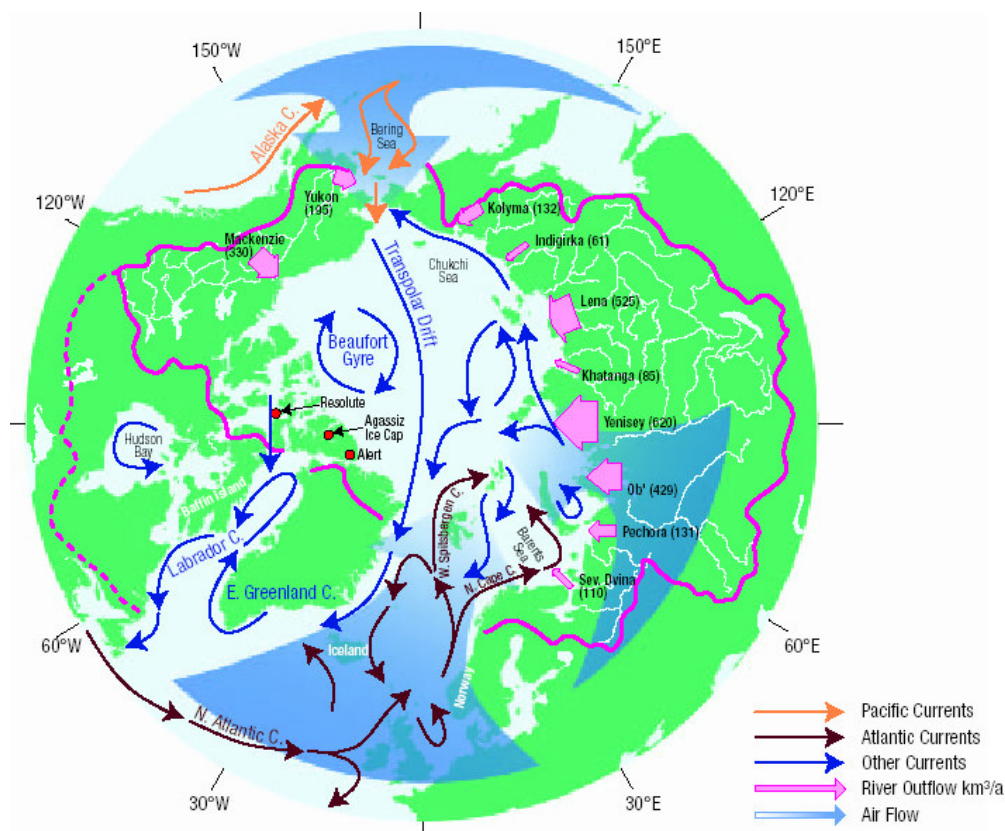 150°W
150°E
Alaska C.
Bering
Sea
120°W
120°E
Yukon
(195)
Kolyma (132)
Mackenzie
(330)
Indigirka (61)
Transpolar Drift
Chukchi
Sea
Lena (525)
Beaufort
Gyre
Khatanga (85)
Resolute
Agassiz
Ice Cap
Yenisey (620)
Hudson
Bay
Alert
Baffin Island
Ob' (429)
W. Spitsbergen C.
Barents
Sea
Pechora (131)
Labrador C.
N. Cape C.
E. Greenland C.
Sev. Dvina
(110)
60°W
60°E
Iceland
Norway
N. Atlantic C.
30°W
30°E
Pacific Currents
Atlantic Currents
Other Currents
River Outflow km³/a
Air Flow